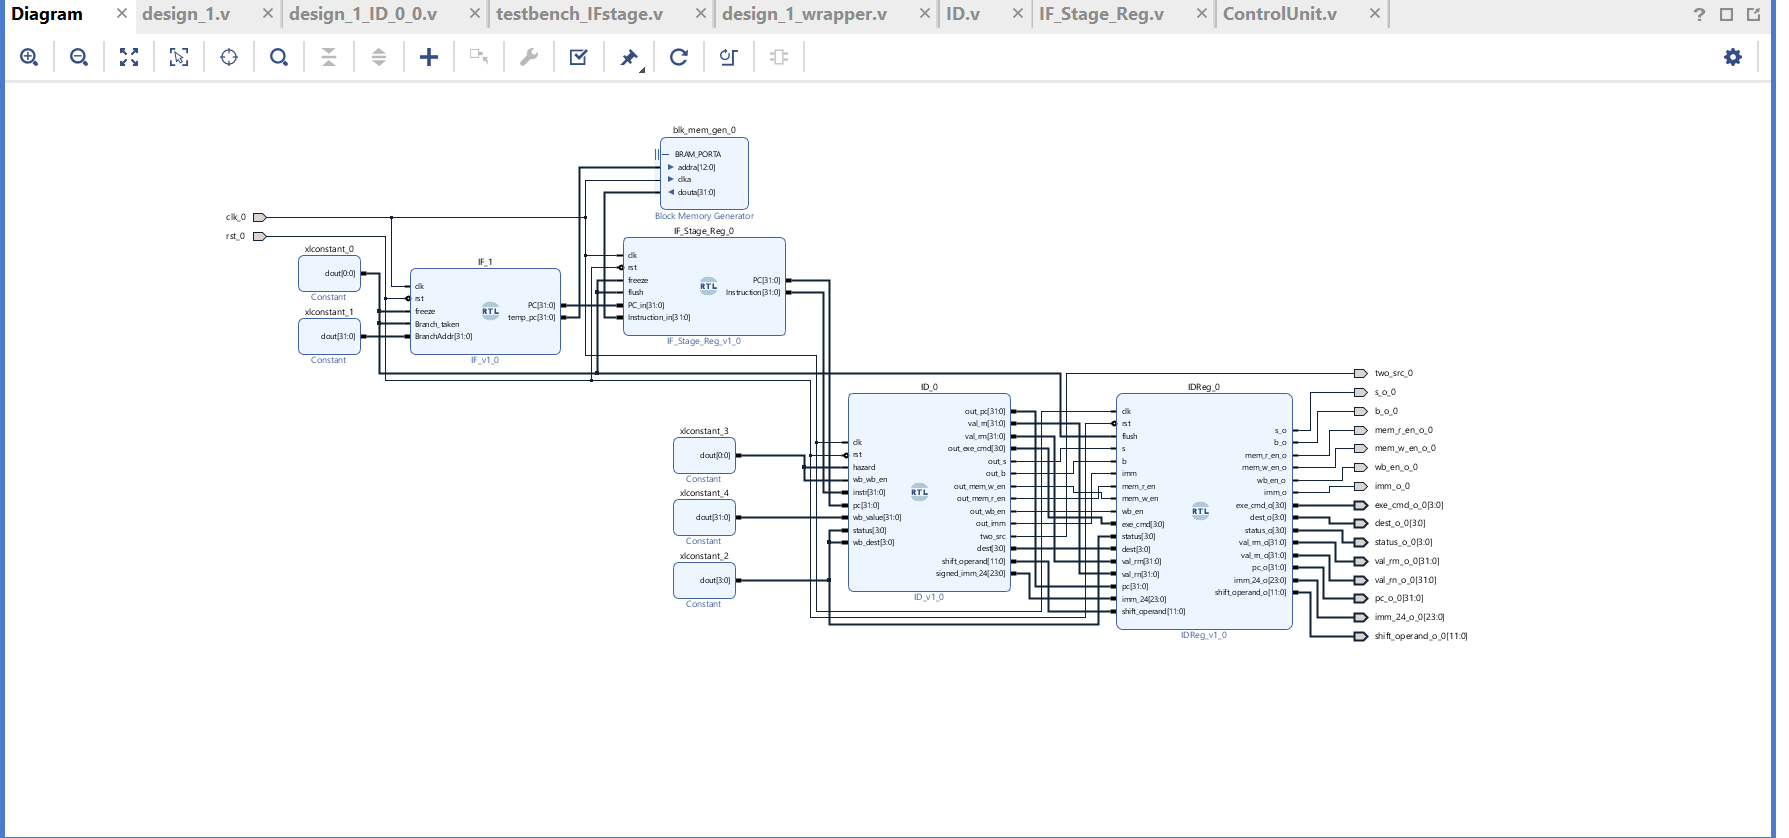 Diagram
design_1.v
design_1_ID_0_0.v
testbench_IFstage.v
design_1_wrapper.v
ID.v
IF_Stage_Reg.v
ControlUnit.v
?
blk_mem_gen_0
BRAM_PORTA
addra[12:0]
clka
douta[31:0]
Block Memory Generator
clk_0
rst_0
xlconstant_0
dout[0:0]
Constant
xlconstant_1
dout[31:0]
Constant
IF_1
clk
rst
freeze
Branch_taken
BranchAddr[31:0]
RTL
PC[31:0]
temp_pc[31:0]
IF_v1_0
IF_Stage_Reg_0
clk
rst
freeze
flush
PC_in[31:0]
Instruction_in[31:0]
RTL
PC[31:0]
Instruction[31:0]
IF_Stage_Reg_v1_0
xlconstant_3
dout[0:0]
Constant
xlconstant_4
dout[31:0]
Constant
xlconstant_2
dout[3:0]
Constant
ID_0
clk
rst
hazard
wb_wb_en
instr[31:0]
pc[31:0]
wb_value[31:0]
status[3:0]
wb_dest[3:0]
RTL
out_pc[31:0]
val_rn[31:0]
val_rm[31:0]
out_exe_cmd[3:0]
out_s
out_b
out_mem_w_en
out_mem_r_en
out_wb_en
out_imm
two_src
dest[3:0]
shift_operand[11:0]
signed_imm_24[23:0]
ID_v1_0
IDReg_0
clk
rst
flush
s
b
imm
mem_r_en
mem_w_en
wb_en
exe_cmd[3:0]
status[3:0]
dest[3:0]
val_rm[31:0]
val_rn[31:0]
pc[31:0]
imm_24[23:0]
shift_operand[11:0]
RTL
s_o
b_o
mem_r_en_o
mem_w_en_o
wb_en_o
imm_o
exe_cmd_o[3:0]
dest_o[3:0]
status_o[3:0]
val_rm_o[31:0]
val_rn_o[31:0]
pc_o[31:0]
imm_24_o[23:0]
shift_operand_o[11:0]
IDReg_v1_0
two_src_0
s_o_0
b_o_0
mem_r_en_o_0
mem_w_en_o_0
wb_en_o_0
imm_o_0
exe_cmd_o_0[3:0]
dest_o_0[3:0]
status_o_0[3:0]
val_rm_o_0[31:0]
val_rn_o_0[31:0]
pc_o_0[31:0]
imm_24_o_0[23:0]
shift_operand_o_0[11:0]